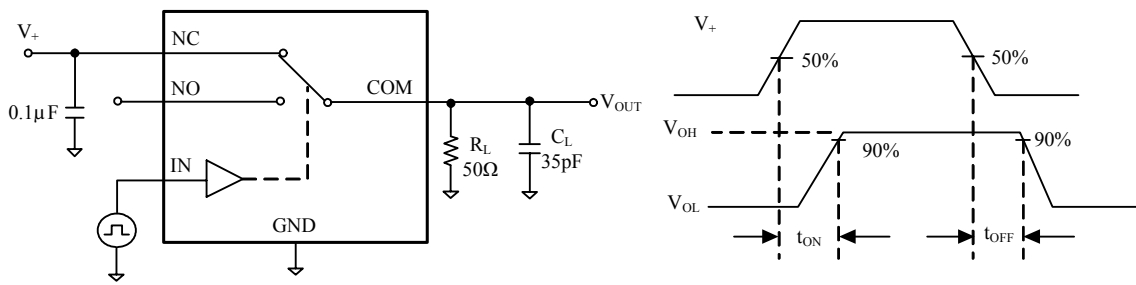 V+
NC
NO
COM
0.1µF
IN
GND
RL
50Ω
CL
35pF
VOUT
V+
50%
50%
VOH
90%
90%
VOL
tON
tOFF